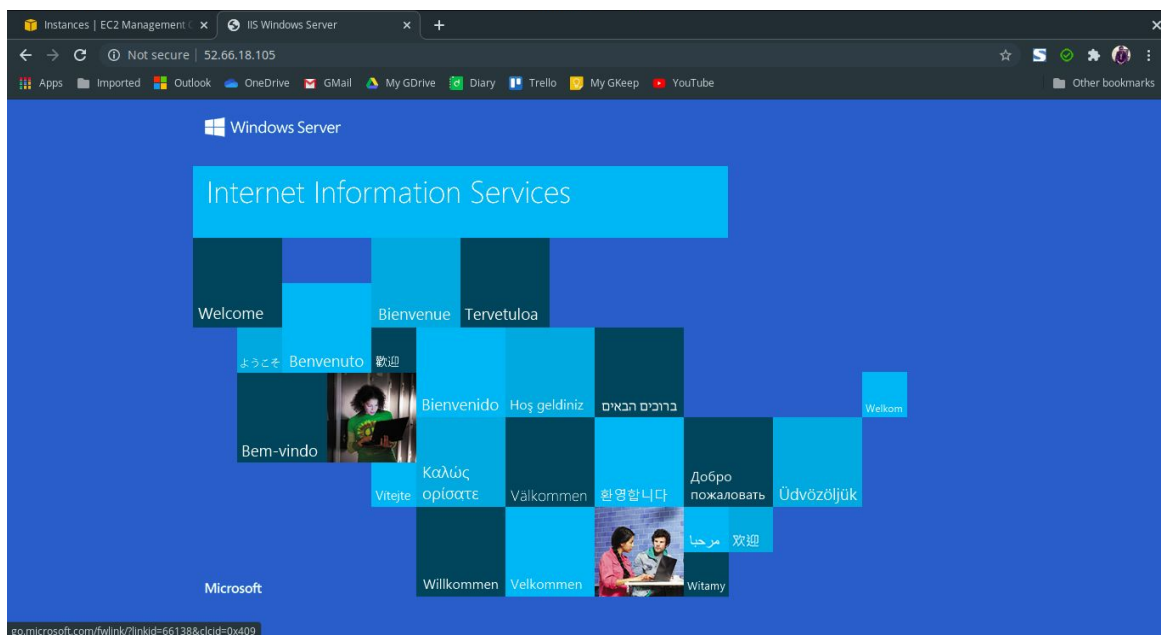 Instances | EC2 Management C
IIS Windows Server
Not secure | 52.66.18.105
Apps Imported Outlook OneDrive GMail My GDrive Diary Trello My GKeep YouTube Other bookmarks
Windows Server
Internet Information Services
Welcome
Bienvenue
Tervetuloa
ようこそ
Benvenuto
歡迎
Bienvenido
Hoş geldiniz
ברוכים הבאים
Welkom
Bem-vindo
Vítejte
Καλώς
ορίσατε
Välkommen
환영합니다
Добро
пожаловать
Üdvözöljük
مرحبا
欢迎
Willkommen
Velkommen
Witamy
Microsoft
go.microsoft.com/fwlink/?linkid=66138&clcid=0x409